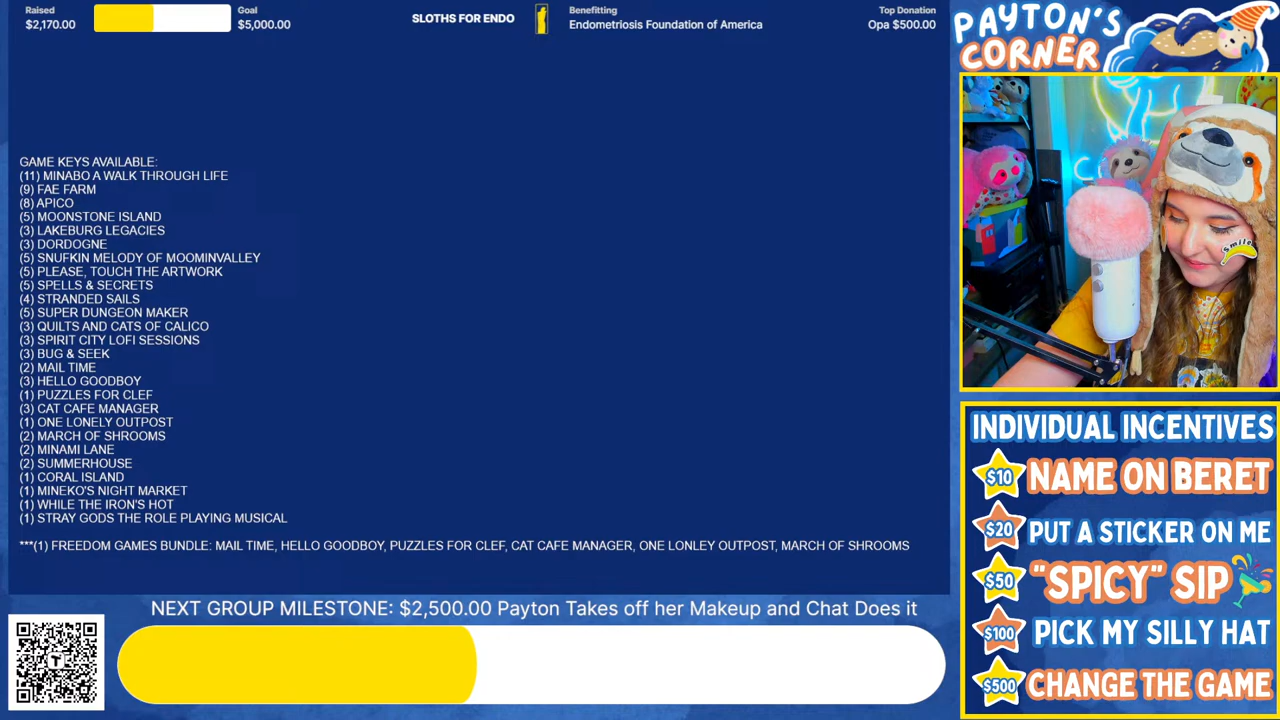 Raised
$2,170.00
Goal
$5,000.00
SLOTHS FOR ENDO
Benefitting
Endometriosis Foundation of America
Top Donation
Opa $500.00
PAYTON'S
CORNER
GAME KEYS AVAILABLE:
(11) MINABO A WALK THROUGH LIFE
(9) FAE FARM
(8) APICO
(5) MOONSTONE ISLAND
(3) LAKEBURG LEGACIES
(3) DORDOGNE
(5) SNUFKIN MELODY OF MOOMINVALLEY
(5) PLEASE, TOUCH THE ARTWORK
(5) SPELLS & SECRETS
(4) STRANDED SAILS
(5) SUPER DUNGEON MAKER
(3) QUILTS AND CATS OF CALICO
(3) SPIRIT CITY LOFI SESSIONS
(3) BUG & SEEK
(2) MAIL TIME
(3) HELLO GOODBOY
(1) PUZZLES FOR CLEF
(3) CAT CAFE MANAGER
(1) ONE LONELY OUTPOST
(2) MARCH OF SHROOMS
(2) MINAMI LANE
(2) SUMMERHOUSE
(1) CORAL ISLAND
(1) MINEKO'S NIGHT MARKET
(1) WHILE THE IRON'S HOT
(1) STRAY GODS THE ROLE PLAYING MUSICAL
***(1) FREEDOM GAMES BUNDLE: MAIL TIME, HELLO GOODBOY, PUZZLES FOR CLEF, CAT CAFE MANAGER, ONE LONLEY OUTPOST, MARCH OF SHROOMS
Smile
INDIVIDUAL INCENTIVES
$10 NAME ON BERET
$20 PUT A STICKER ON ME
$50 "SPICY" SIP
$100 PICK MY SILLY HAT
$500 CHANGE THE GAME
NEXT GROUP MILESTONE: $2,500.00 Payton Takes off her Makeup and Chat Does it